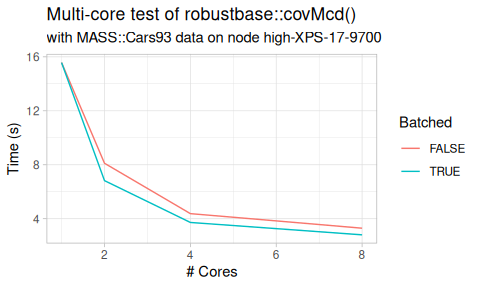 Multi-core test of robustbase::covMcd()
with MASS::Cars93 data on node high-XPS-17-9700
Time (s)
16
12
8
4
2
4
6
8
# Cores
Batched
FALSE
TRUE